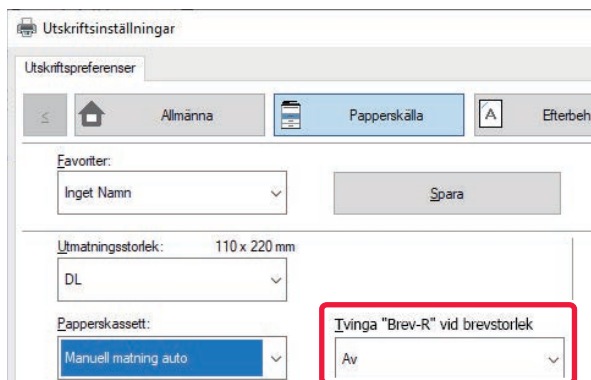 Utskriftsinställningar
Utskriftspreferenser
≤ Allmänna Papperskälla A Efterbeh
Favoriter:
Inget Namn Spara
Utmatningsstorlek: 110 x 220 mm
DL
Papperskassett: Tvinga "Brev-R" vid brevstorlek
Manuell matning auto Av